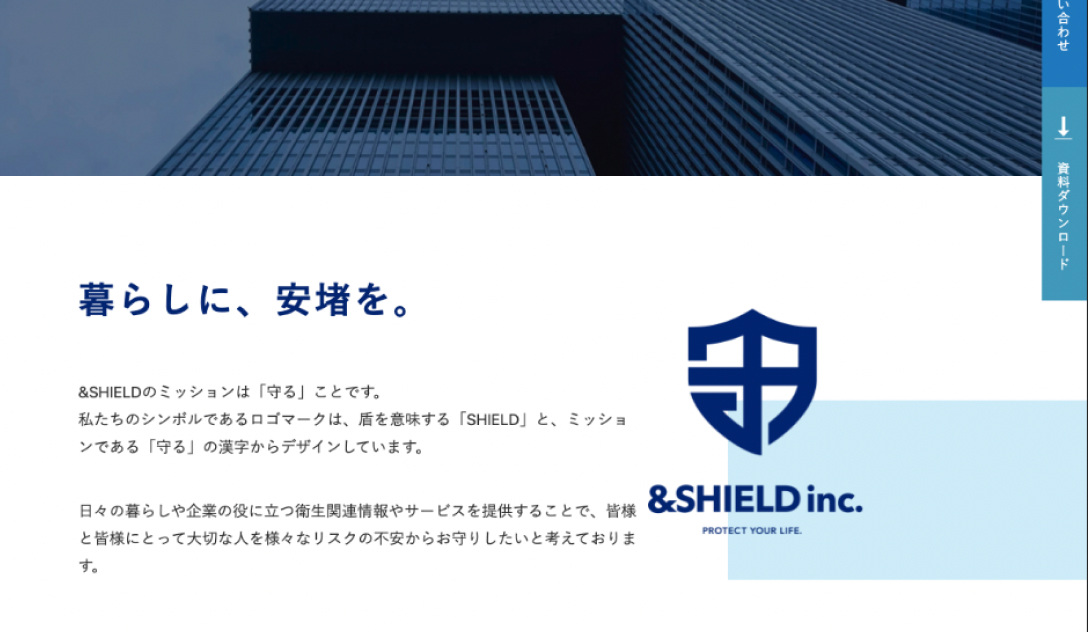 い合わせ
資料ダウンロード
暮らしに、安堵を。
&SHIELDのミッションは「守る」ことです。
私たちのシンボルであるロゴマークは、盾を意味する「SHIELD」と、ミッショ
ンである「守る」の漢字からデザインしています。
日々の暮らしや企業の役に立つ衛生関連情報やサービスを提供することで、皆様
と皆様にとって大切な人を様々なリスクの不安からお守りしたいと考えておりま
す。
&SHIELD inc.
PROTECT YOUR LIFE.